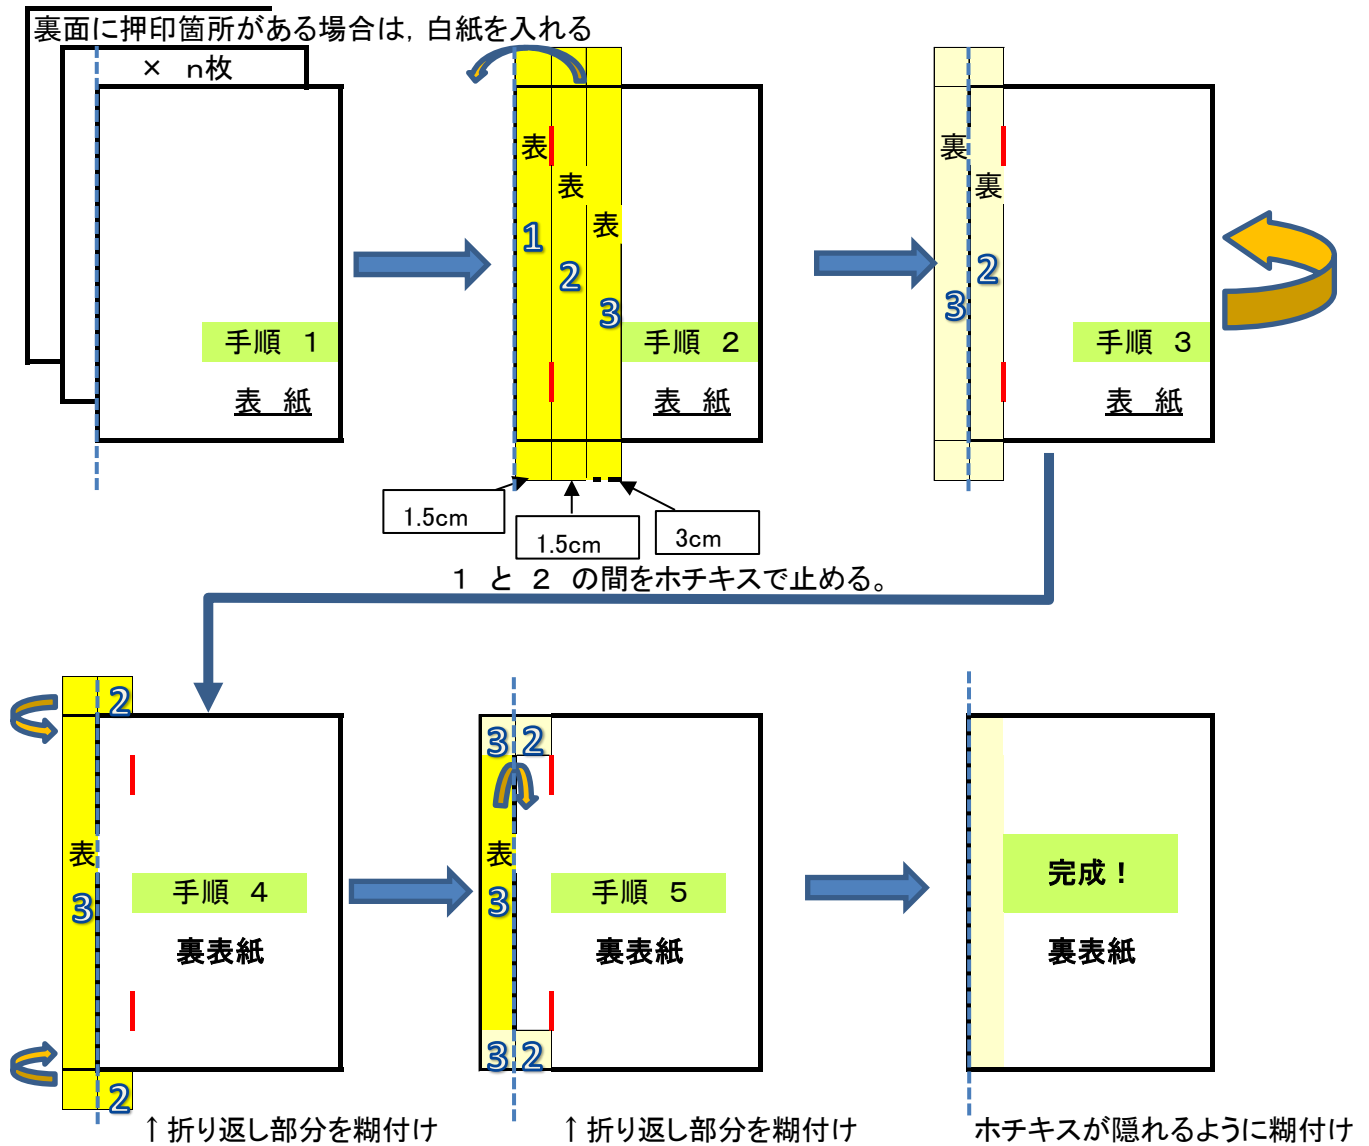 裏面に押印箇所がある場合は，白紙を入れる
× n枚
手順 1
表 紙
表
1
表
2
表
3
手順 2
表 紙
裏
3
裏
2
手順 3
表 紙
1.5cm
1.5cm
3cm
1 と 2 の間をホチキスで止める。
2
表
3
手順 4
裏表紙
2
↑折り返し部分を糊付け
3 2
表
3
手順 5
裏表紙
3 2
↑折り返し部分を糊付け
完成！
裏表紙
ホチキスが隠れるように糊付け